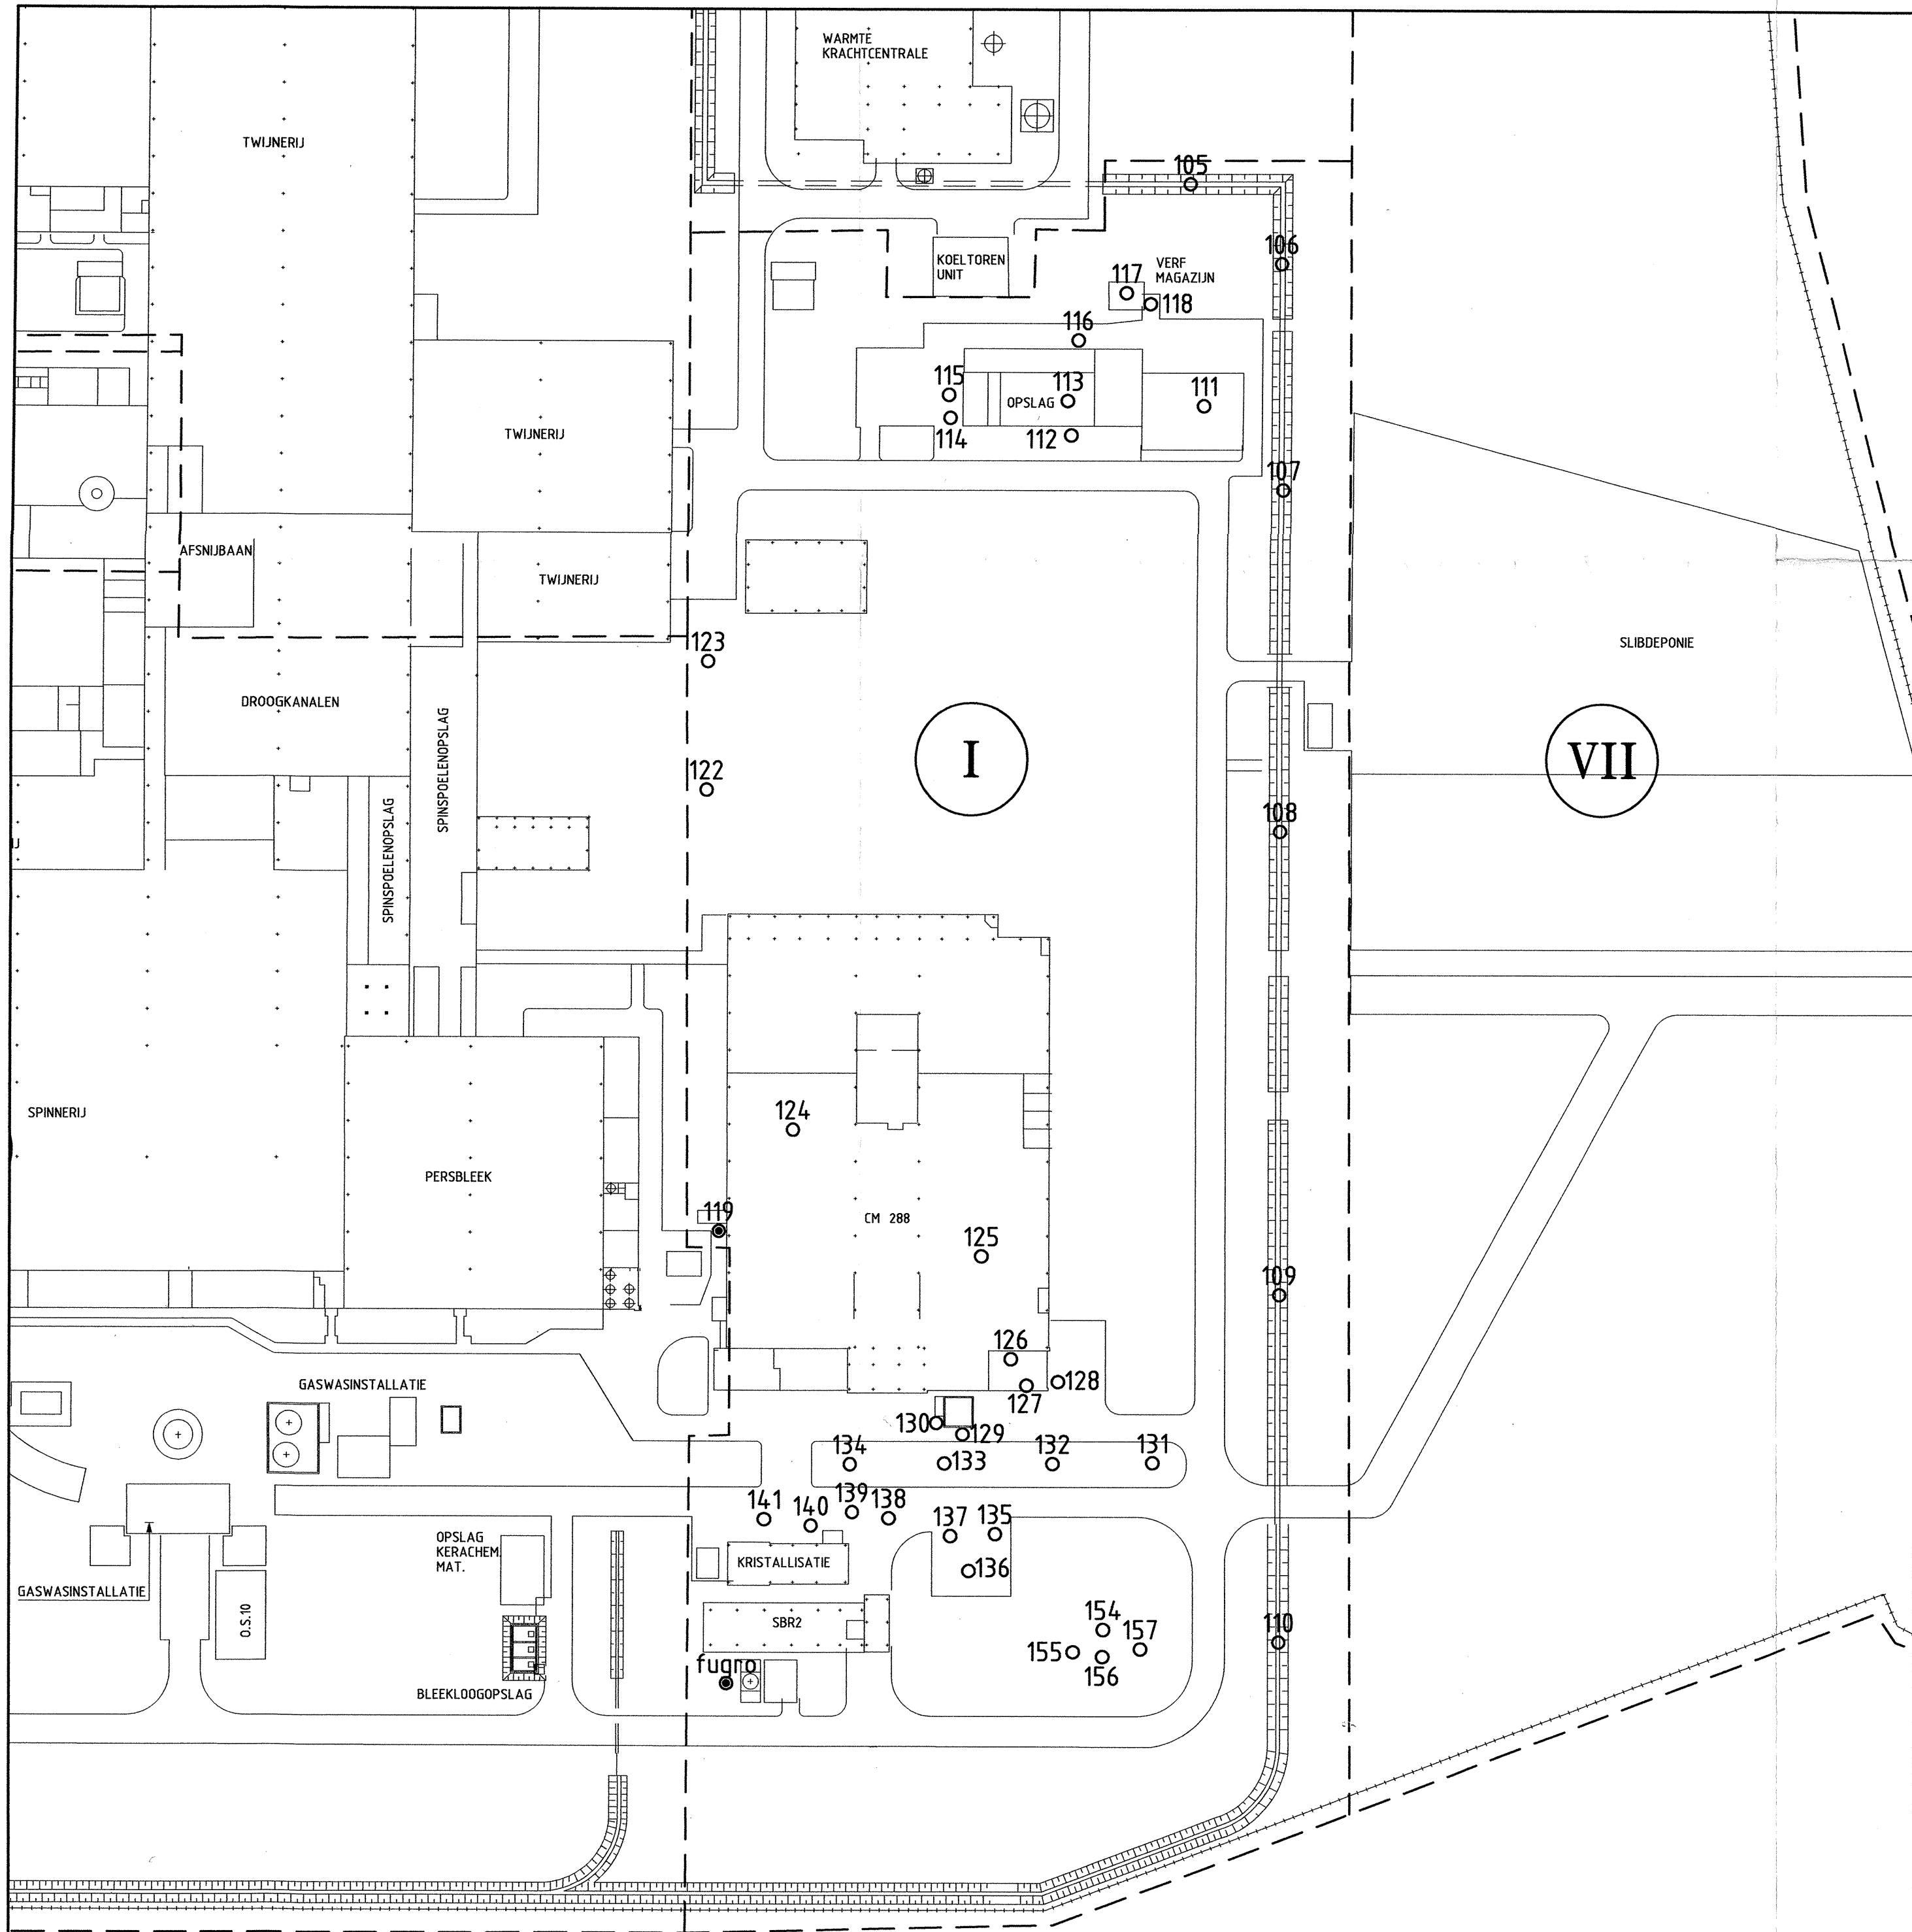 WARMTE
KRACHTCENTRALE
TWIJNERIJ
105
106
KOELTOREN
UNIT
VERF
MAGAZIJN
117
118
116
115
113
111
OPSLAG
114
112
TWIJNERIJ
107
AFSNIJBAAN
TWIJNERIJ
123
SLIBDEPONIE
DROOGKANALEN
SPINSPOELENOPSLAG
I
VII
122
SPINSPOELENOPSLAG
108
IJ
SPINNERIJ
124
PERSBLEEK
119
CM 288
125
109
126
128
127
GASWASINSTALLATIE
130
129
134
133
132
131
141
140
139
138
137
135
136
OPSLAG
KERACHEM.
MAT.
KRISTALLISATIE
GASWASINSTALLATIE
O.S.10
SBR2
154
155
157
156
110
fugro
BLEEKLOOGOPSLAG